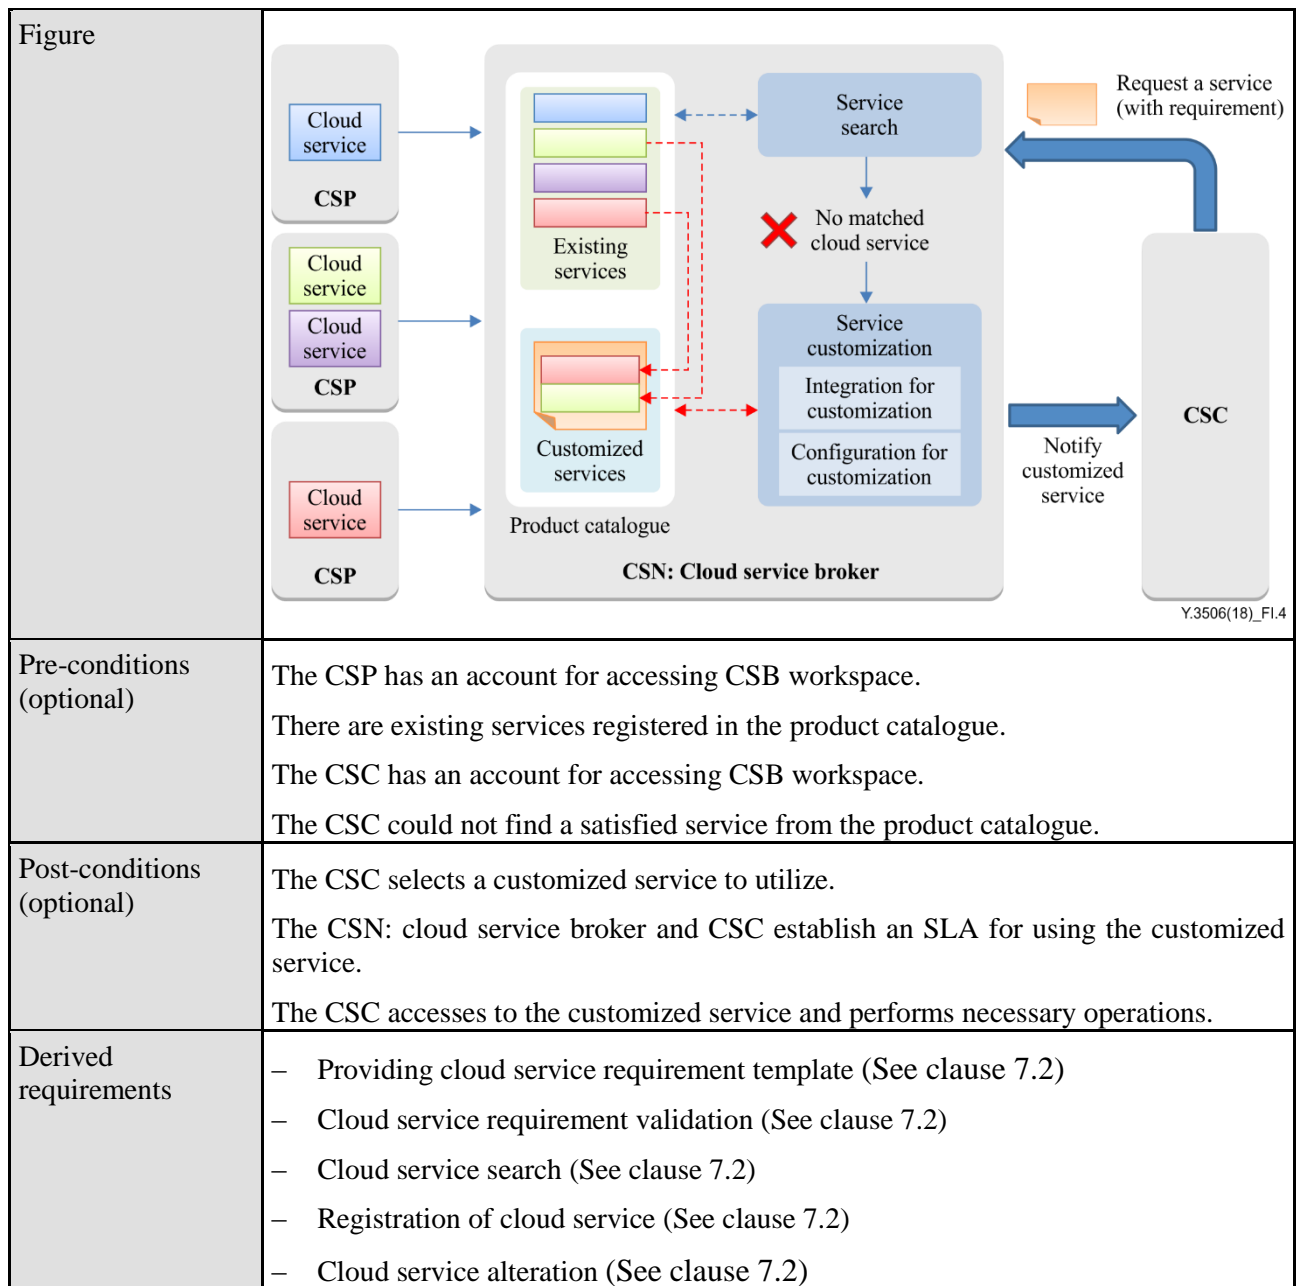 Figure
Cloud
service
CSP
Cloud
service
Cloud
service
CSP
Cloud
service
CSP
Existing
services
Customized
services
Product catalogue
Service
search
No matched
cloud service
Service
customization
Integration for
customization
Configuration for
customization
CSN: Cloud service broker
Request a service
(with requirement)
Notify
customized
service
CSC
Y.3506(18)_FI.4
Pre-conditions
(optional)
The CSP has an account for accessing CSB workspace.
There are existing services registered in the product catalogue.
The CSC has an account for accessing CSB workspace.
The CSC could not find a satisfied service from the product catalogue.
Post-conditions
(optional)
The CSC selects a customized service to utilize.
The CSN: cloud service broker and CSC establish an SLA for using the customized
service.
The CSC accesses to the customized service and performs necessary operations.
Derived
requirements
– Providing cloud service requirement template (See clause 7.2)
– Cloud service requirement validation (See clause 7.2)
– Cloud service search (See clause 7.2)
– Registration of cloud service (See clause 7.2)
– Cloud service alteration (See clause 7.2)